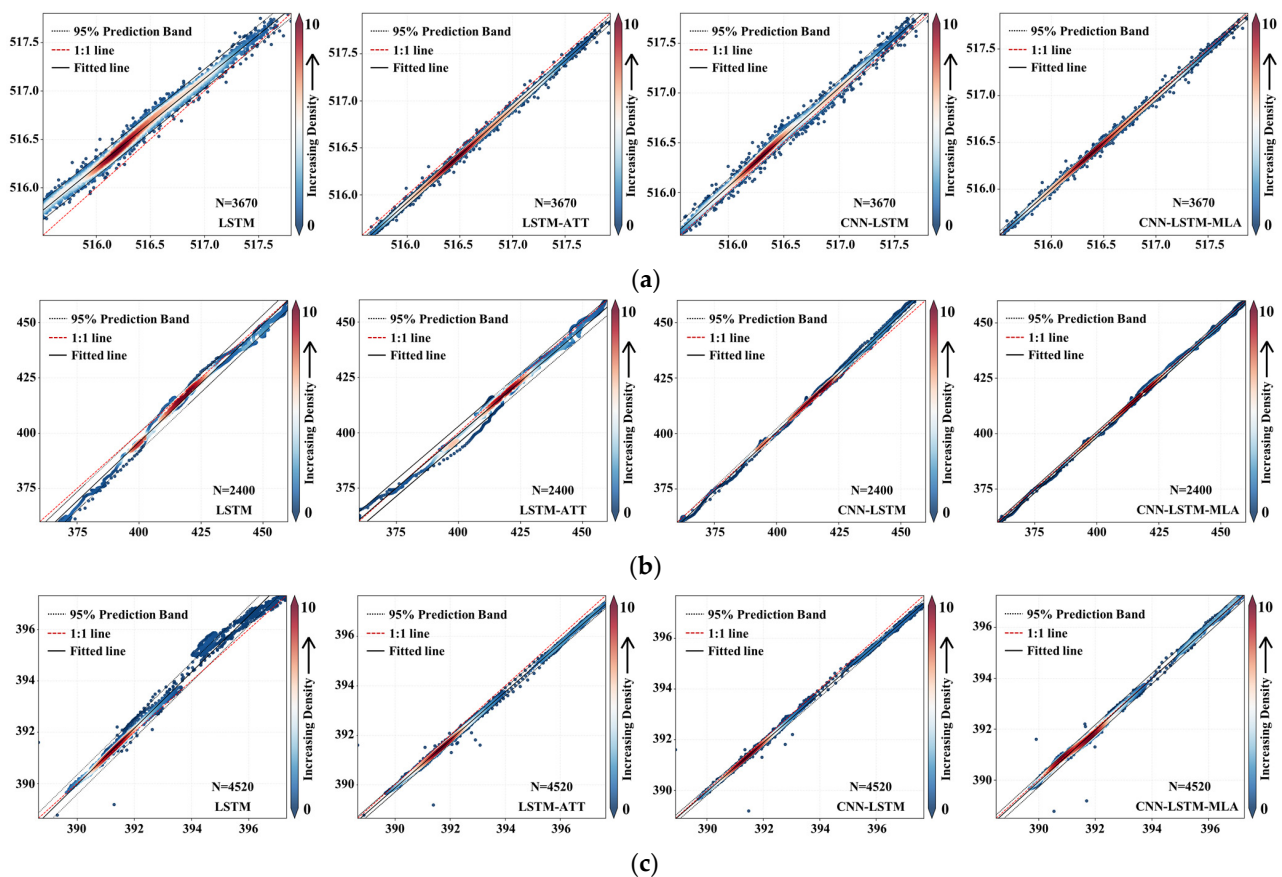 95% Prediction Band
1:1 line
Fitted line
517.5
517.0
516.5
516.0
516.0 516.5 517.0 517.5
N=3670
LSTM
10
Increasing Density
0
95% Prediction Band
1:1 line
Fitted line
517.5
517.0
516.5
516.0
516.0 516.5 517.0 517.5
N=3670
LSTM-ATT
10
Increasing Density
0
95% Prediction Band
1:1 line
Fitted line
517.5
517.0
516.5
516.0
516.0 516.5 517.0 517.5
N=3670
CNN-LSTM
10
Increasing Density
0
95% Prediction Band
1:1 line
Fitted line
517.5
517.0
516.5
516.0
516.0 516.5 517.0 517.5
N=3670
CNN-LSTM-MLA
10
Increasing Density
0
(a)
95% Prediction Band
1:1 line
Fitted line
450
425
400
375
375 400 425 450
N=2400
LSTM
10
Increasing Density
0
95% Prediction Band
1:1 line
Fitted line
450
425
400
375
375 400 425 450
N=2400
LSTM-ATT
10
Increasing Density
0
95% Prediction Band
1:1 line
Fitted line
450
425
400
375
375 400 425 450
N=2400
CNN-LSTM
10
Increasing Density
0
95% Prediction Band
1:1 line
Fitted line
450
425
400
375
375 400 425 450
N=2400
CNN-LSTM-MLA
10
Increasing Density
0
(b)
95% Prediction Band
1:1 line
Fitted line
396
394
392
390
390 392 394 396
N=4520
LSTM
10
Increasing Density
0
95% Prediction Band
1:1 line
Fitted line
396
394
392
390
390 392 394 396
N=4520
LSTM-ATT
10
Increasing Density
0
95% Prediction Band
1:1 line
Fitted line
396
394
392
390
390 392 394 396
N=4520
CNN-LSTM
10
Increasing Density
0
95% Prediction Band
1:1 line
Fitted line
396
394
392
390
390 392 394 396
N=4520
CNN-LSTM-MLA
10
Increasing Density
0
(c)